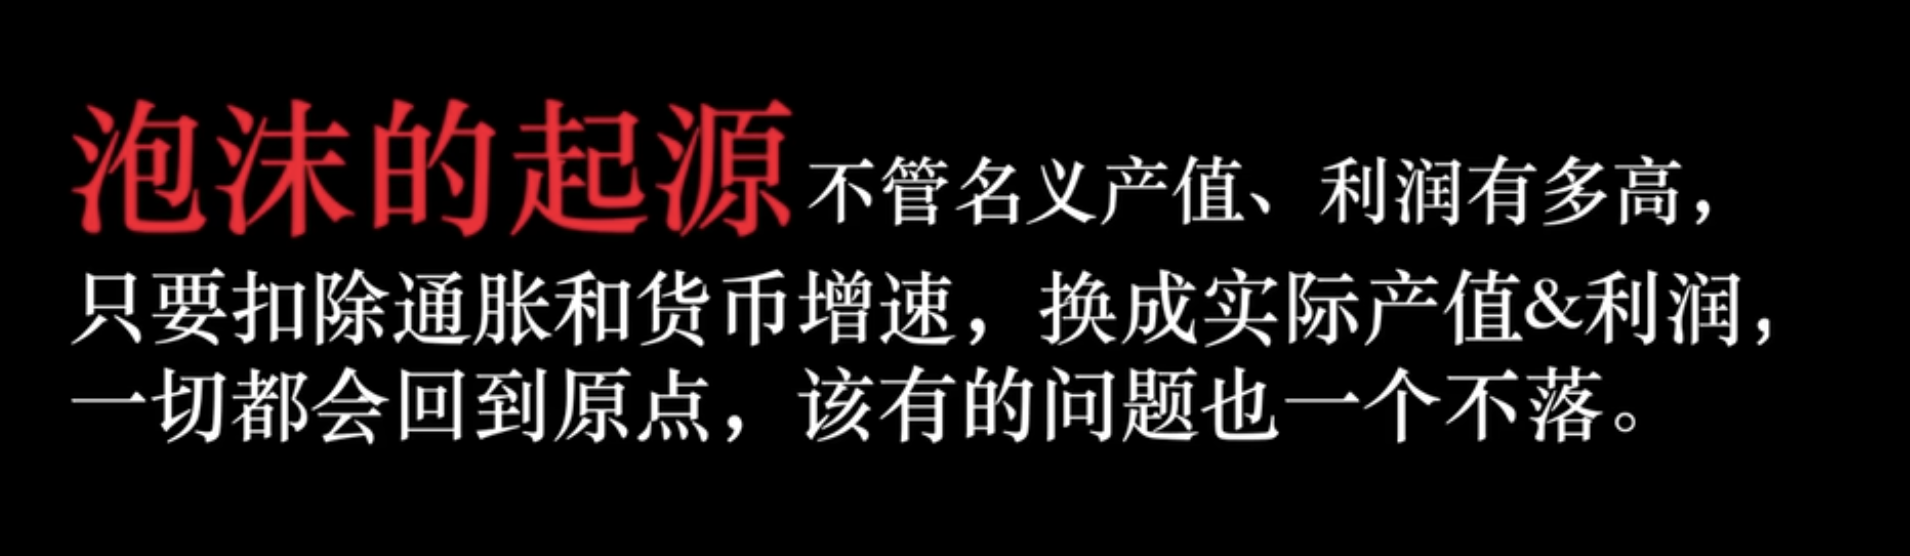 泡沫的起源 不管名义产值、利润有多高，
只要扣除通胀和货币增速，换成实际产值&利润，
一切都会回到原点，该有的问题也一个不落。